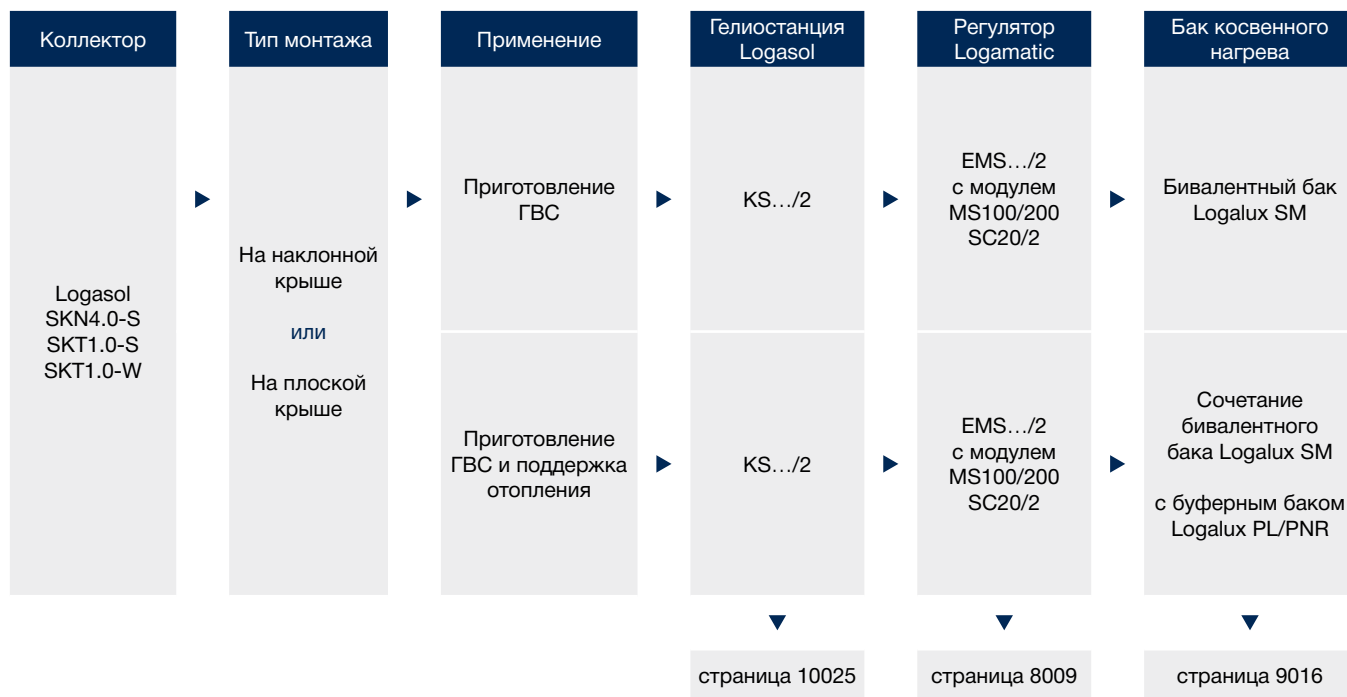 Коллектор
Тип монтажа
Применение
Гелиостанция
Logasol
Регулятор
Logamatic
Бак косвенного
нагрева
Logasol
SKN4.0-S
SKT1.0-S
SKT1.0-W
На наклонной
крыше
или
На плоской
крыше
Приготовление
ГВС
KS…/2
EMS…/2
с модулем
MS100/200
SC20/2
Бивалентный бак
Logalux SM
Приготовление
ГВС и поддержка
отопления
KS…/2
EMS…/2
с модулем
MS100/200
SC20/2
Сочетание
бивалентного
бака Logalux SM
с буферным баком
Logalux PL/PNR
страница 10025
страница 8009
страница 9016